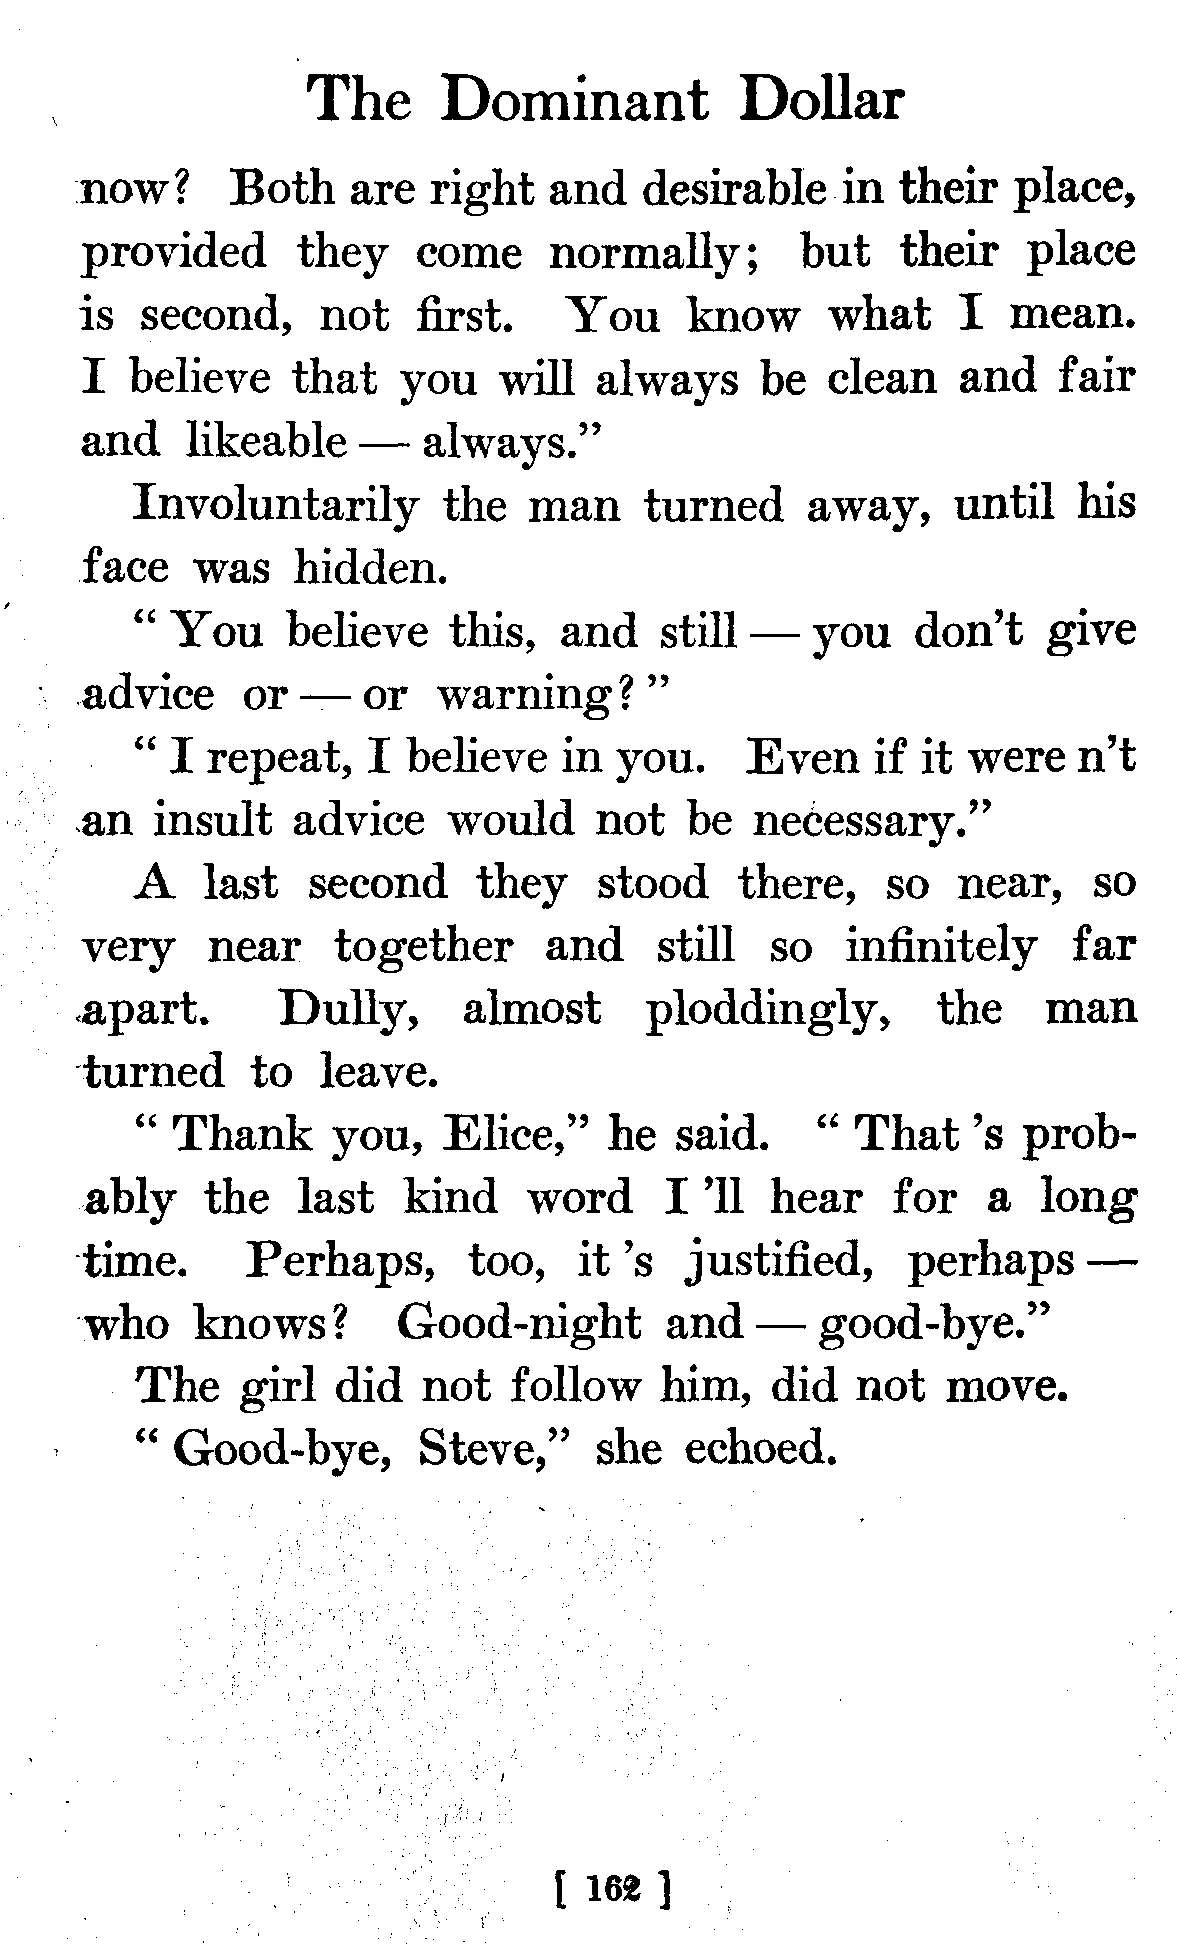 The Dominant Dollar
now? Both are right and desirable in their place,
provided they come normally; but their place
is second, not first. You know what I mean.
I believe that you will always be clean and fair
and likeable — always.”
Involuntarily the man turned away, until his
face was hidden.
“ You believe this, and still — you don’t give
advice or — or warning? ”
“ I repeat, I believe in you. Even if it were n’t
an insult advice would not be necessary.”
A last second they stood there, so near, so
very near together and still so infinitely far
apart. Dully, almost ploddingly, the man
turned to leave.
“ Thank you, Elice,” he said. “ That ’s prob-
ably the last kind word I ’ll hear for a long
time. Perhaps, too, it ’s justified, perhaps —
who knows? Good-night and — good-bye.”
The girl did not follow him, did not move.
“ Good-bye, Steve,” she echoed.
[ 162 ]